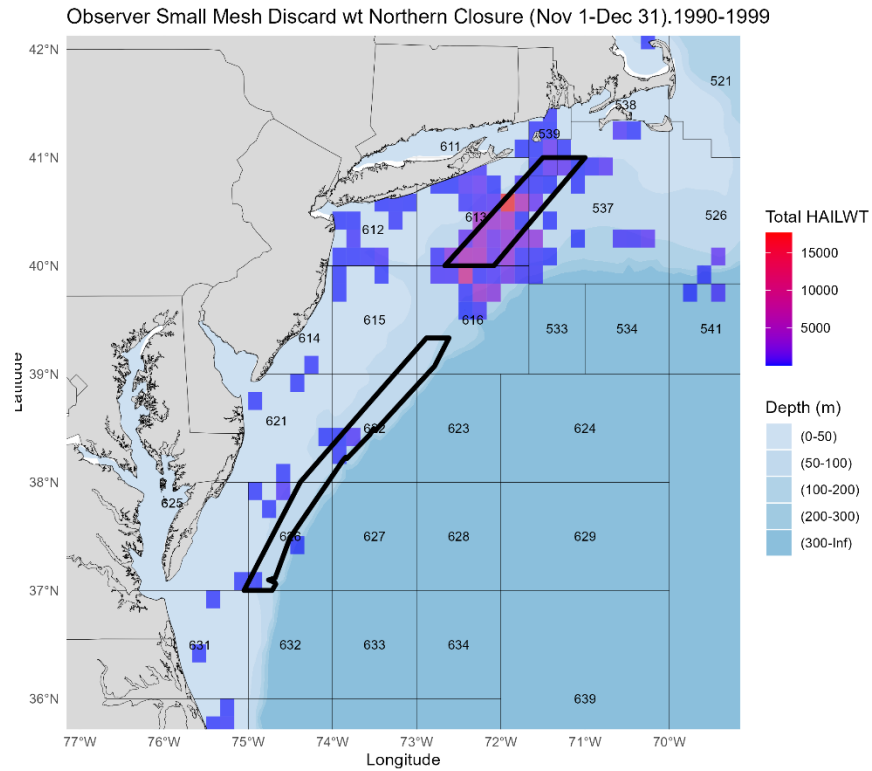 Observer Small Mesh Discard wt Northern Closure (Nov 1-Dec 31).1990-1999
42°N
521
538
539
611
41°N
613
537
526
612
40°N
615
616
533
534
541
614
39°N
621
622
623
624
38°N
625
626
627
628
629
37°N
631
632
633
634
36°N
639
77°W 76°W 75°W 74°W 73°W 72°W 71°W 70°W
Longitude
Latitude
Total HAILWT
15000
10000
5000
Depth (m)
(0-50)
(50-100)
(100-200)
(200-300)
(300-Inf)